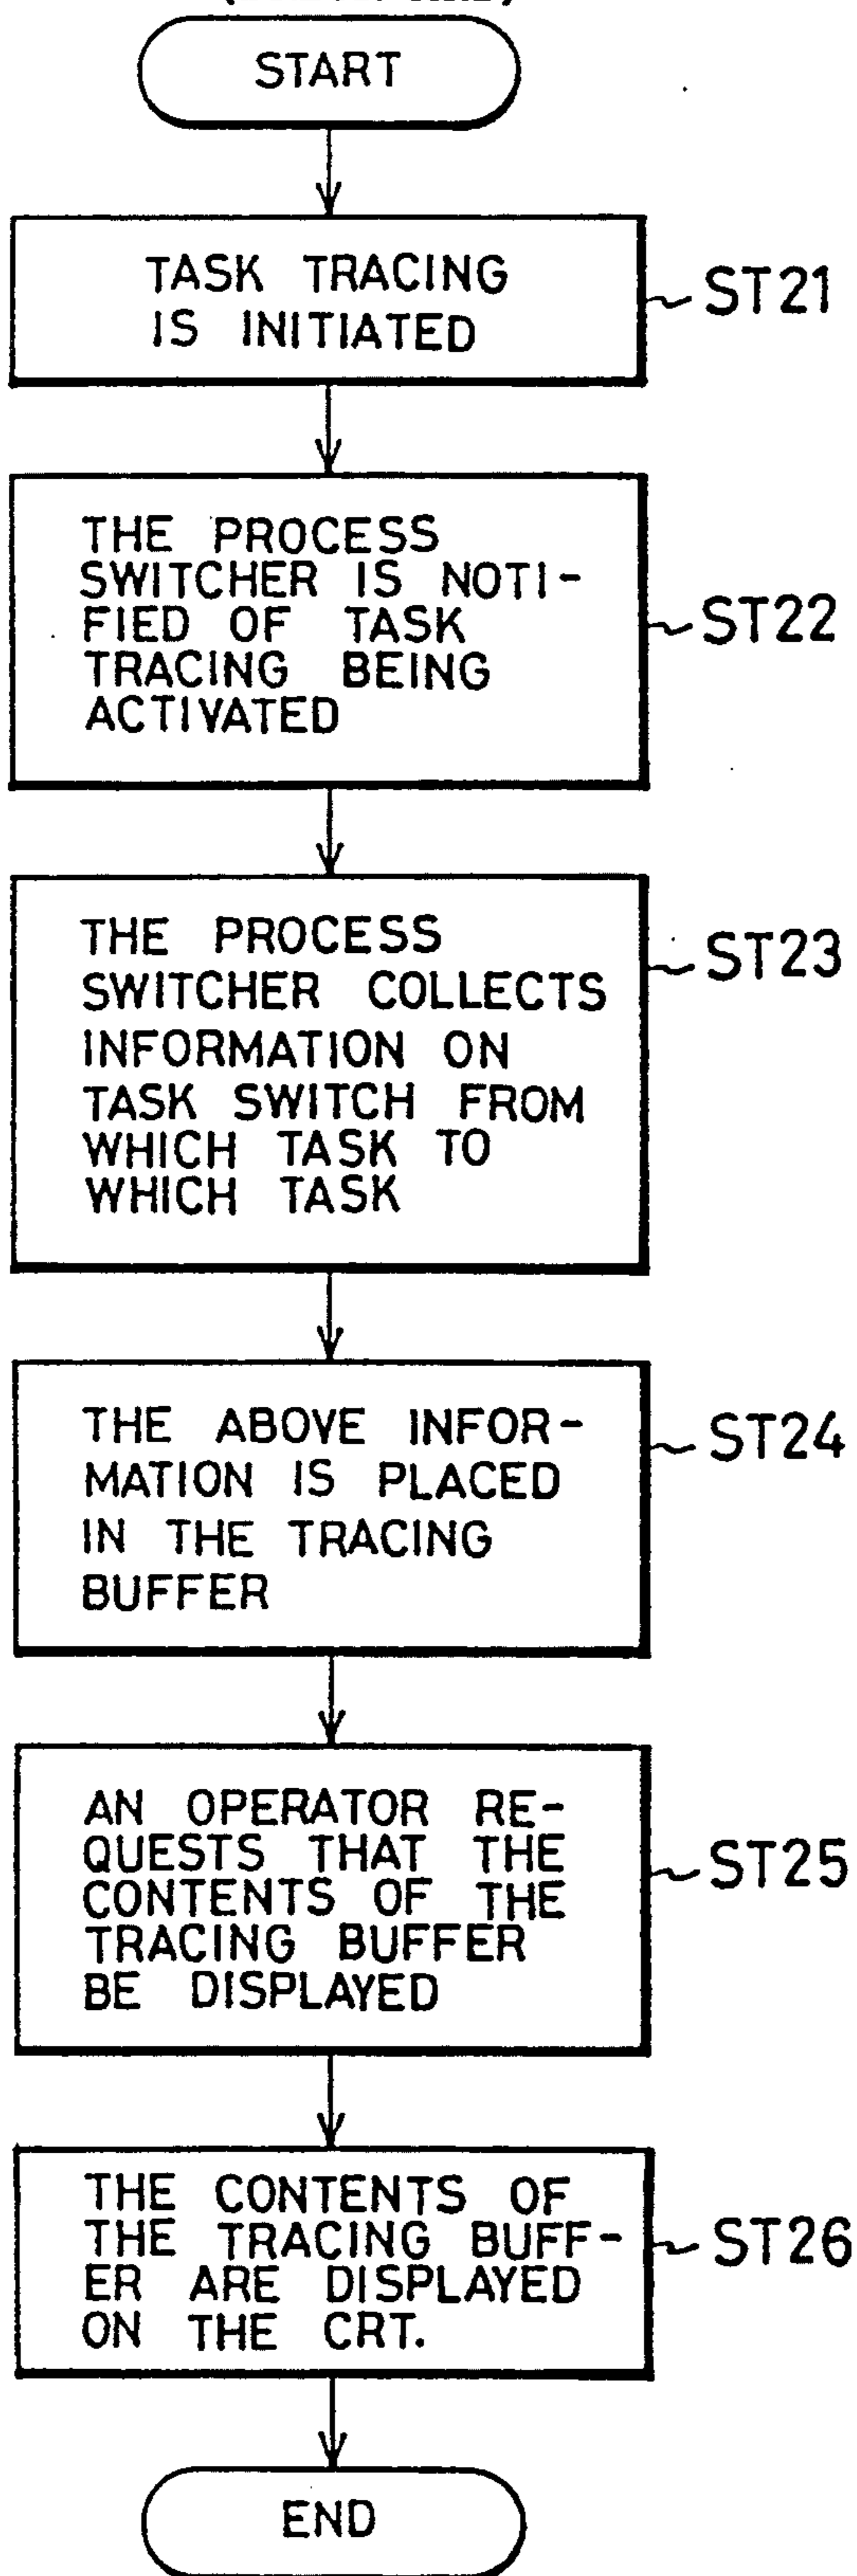 START
TASK TRACING
IS INITIATED
ST21
THE PROCESS
SWITCHER IS NOTI-
FIED OF TASK
TRACING BEING
ACTIVATED
ST22
THE PROCESS
SWITCHER COLLECTS
INFORMATION ON
TASK SWITCH FROM
WHICH TASK TO
WHICH TASK
ST23
THE ABOVE INFOR-
MATION IS PLACED
IN THE TRACING
BUFFER
ST24
AN OPERATOR RE-
QUESTS THAT THE
CONTENTS OF THE
TRACING BUFFER
BE DISPLAYED
ST25
THE CONTENTS OF
THE TRACING BUFF-
ER ARE DISPLAYED
ON THE CRT.
ST26
END